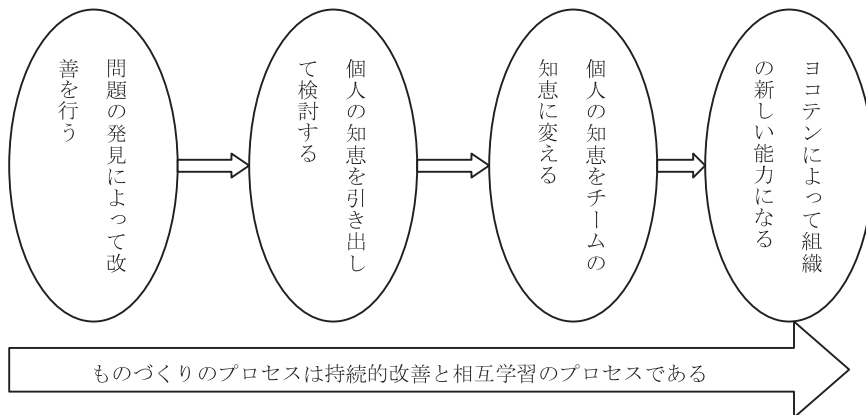 問題の発見によって改
善を行う
個人の知恵を引き出し
て検討する
個人の知恵をチームの
知恵に変える
ヨコテンによって組織
の新しい能力になる
ものづくりのプロセスは持続的改善と相互学習のプロセスである